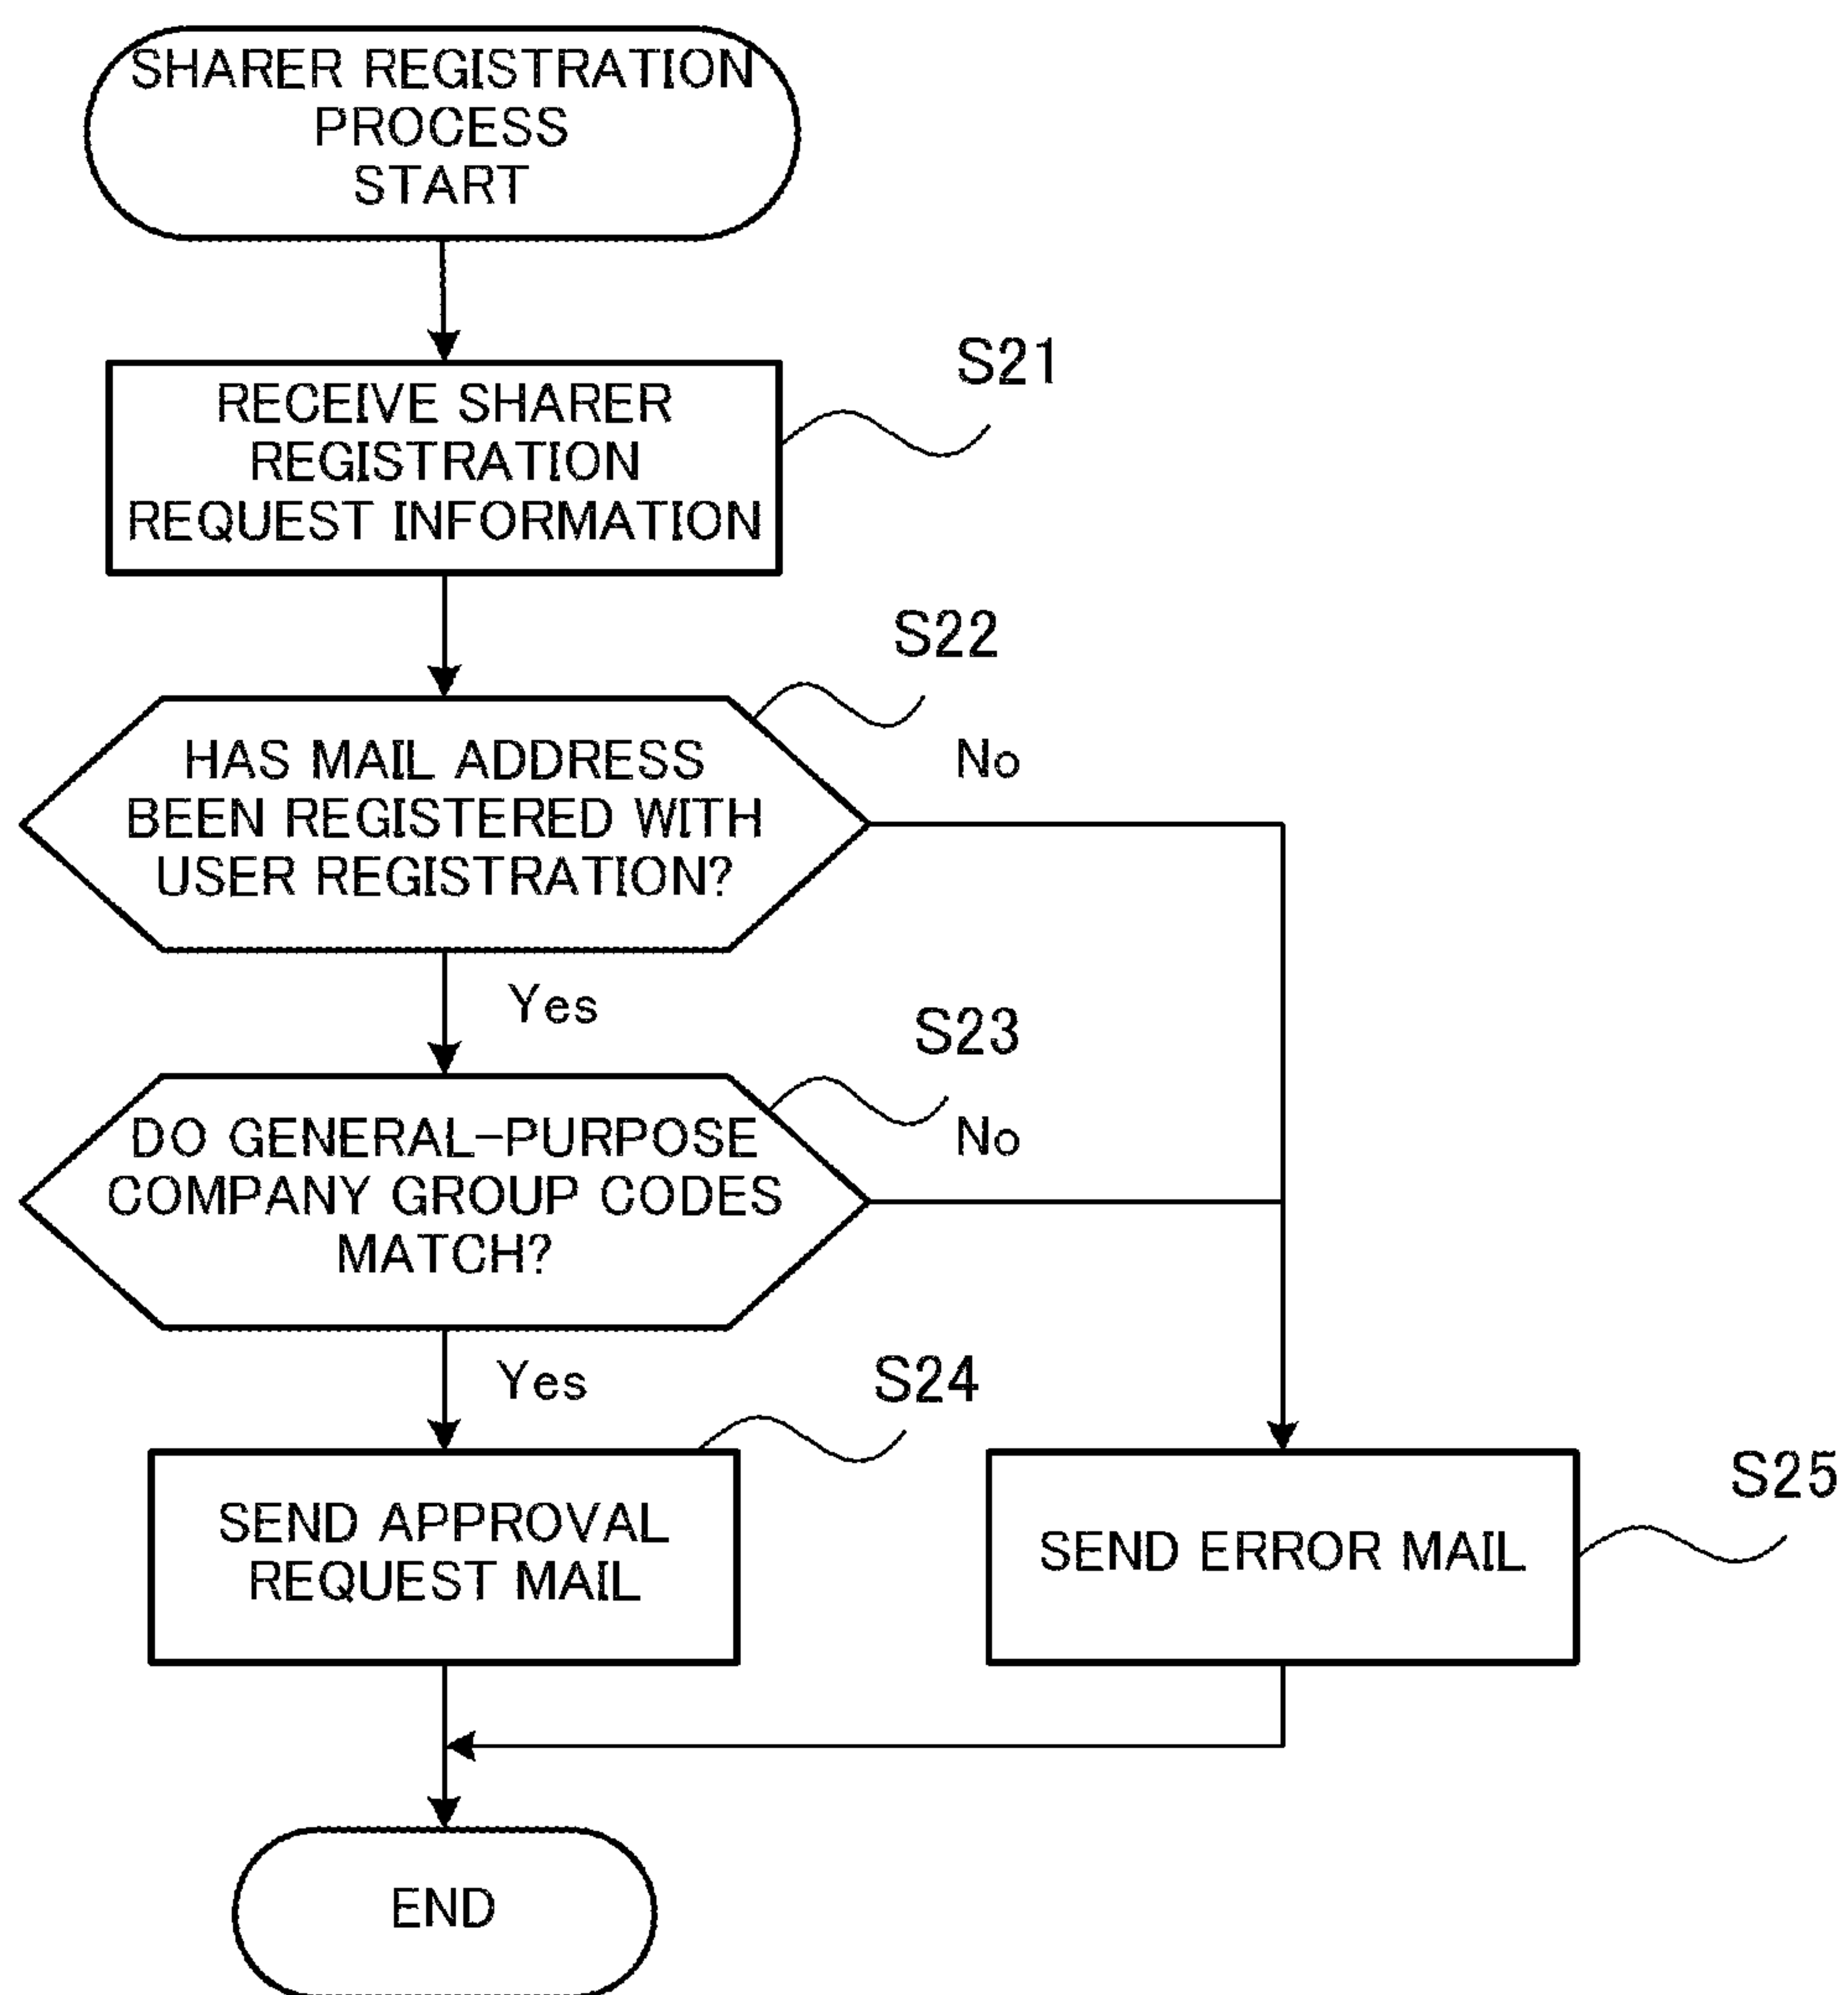 SHARER REGISTRATION
PROCESS
START
S21
RECEIVE SHARER
REGISTRATION
REQUEST INFORMATION
S22
HAS MAIL ADDRESS
BEEN REGISTERED WITH
USER REGISTRATION?
No
Yes
S23
DO GENERAL-PURPOSE
COMPANY GROUP CODES
MATCH?
No
Yes
S24
SEND APPROVAL
REQUEST MAIL
S25
SEND ERROR MAIL
END